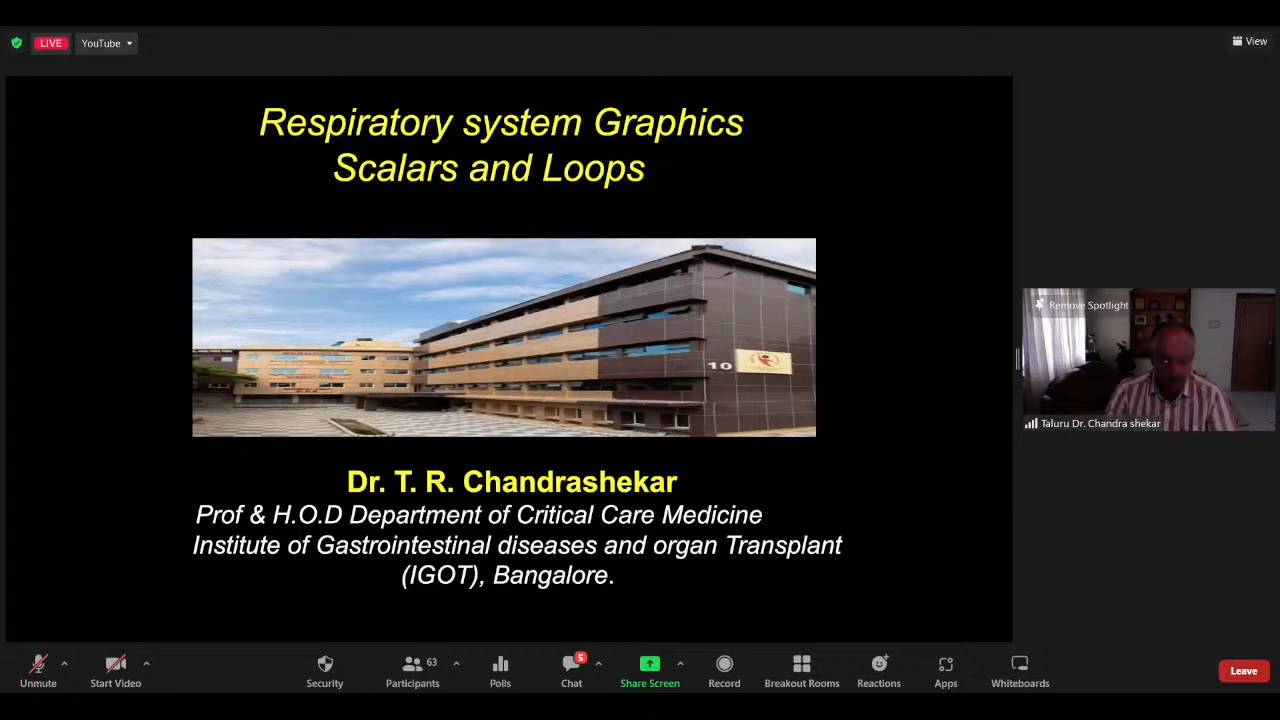 LIVE
YouTube
View
Respiratory system Graphics
Scalars and Loops
10
Remove Spotlight
Taluru Dr. Chandra shekar
Dr. T. R. Chandrashekar
Prof & H.O.D Department of Critical Care Medicine
Institute of Gastrointestinal diseases and organ Transplant
(IGOT), Bangalore.
63
5
Unmute
Start Video
Security
Participants
Polls
Chat
Share Screen
Record
Breakout Rooms
Reactions
Apps
Whiteboards
Leave